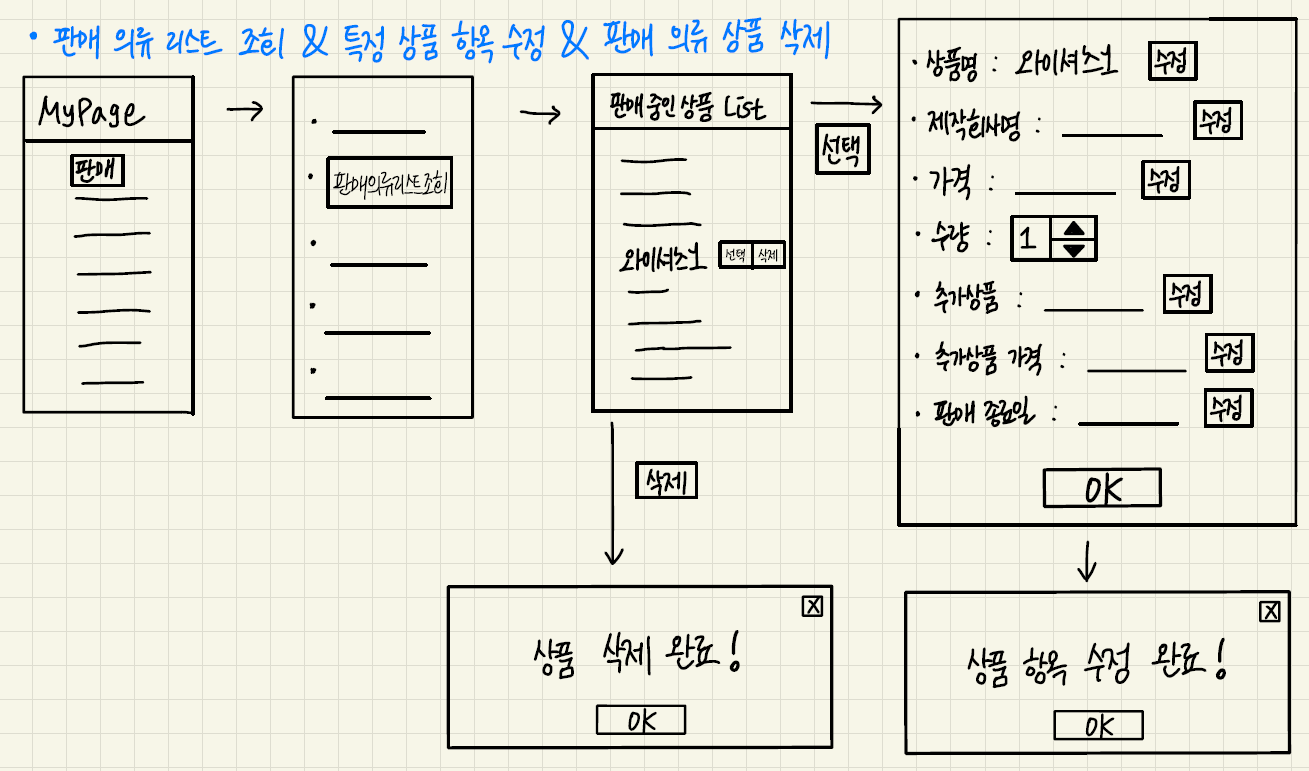 • 판매 의류 리스트 조회 & 특정 상품 항목 수정 & 판매 의류 상품 삭제
MyPage
판매
판매의류리스트조회
판매중인상품 List
와이셔츠1 선택 삭제
선택
삭제
• 상품명 : 와이셔츠1 수정
• 제작회사명 : 수정
• 가격 : 수정
• 수량 : 1 ▲▼
• 추가상품 : 수정
• 추가상품 가격 : 수정
• 판매 종료일 : 수정
OK
X
상품 삭제 완료!
OK
X
상품 항목 수정 완료!
OK